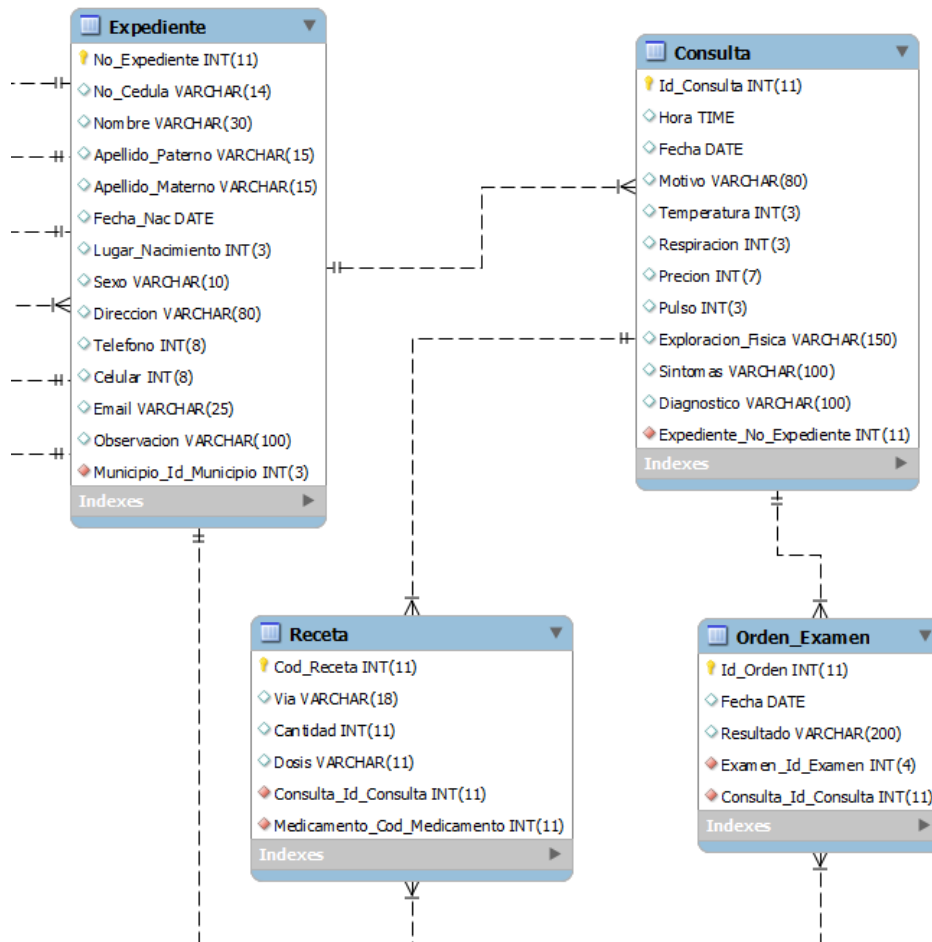 Expediente
No_Expediente INT(11)
No_Cedula VARCHAR(14)
Nombre VARCHAR(30)
Apellido_Paterno VARCHAR(15)
Apellido_Materno VARCHAR(15)
Fecha_Nac DATE
Lugar_Nacimiento INT(3)
Sexo VARCHAR(10)
Direccion VARCHAR(80)
Telefono INT(8)
Celular INT(8)
Email VARCHAR(25)
Observacion VARCHAR(100)
Municipio_Id_Municipio INT(3)
Indexes
Consulta
Id_Consulta INT(11)
Hora TIME
Fecha DATE
Motivo VARCHAR(80)
Temperatura INT(3)
Respiracion INT(3)
Precion INT(7)
Pulso INT(3)
Exploracion_Fisica VARCHAR(150)
Sintomas VARCHAR(100)
Diagnostico VARCHAR(100)
Expediente_No_Expediente INT(11)
Indexes
Receta
Cod_Receta INT(11)
Via VARCHAR(18)
Cantidad INT(11)
Dosis VARCHAR(11)
Consulta_Id_Consulta INT(11)
Medicamento_Cod_Medicamento INT(11)
Indexes
Orden_Examen
Id_Orden INT(11)
Fecha DATE
Resultado VARCHAR(200)
Examen_Id_Examen INT(4)
Consulta_Id_Consulta INT(11)
Indexes